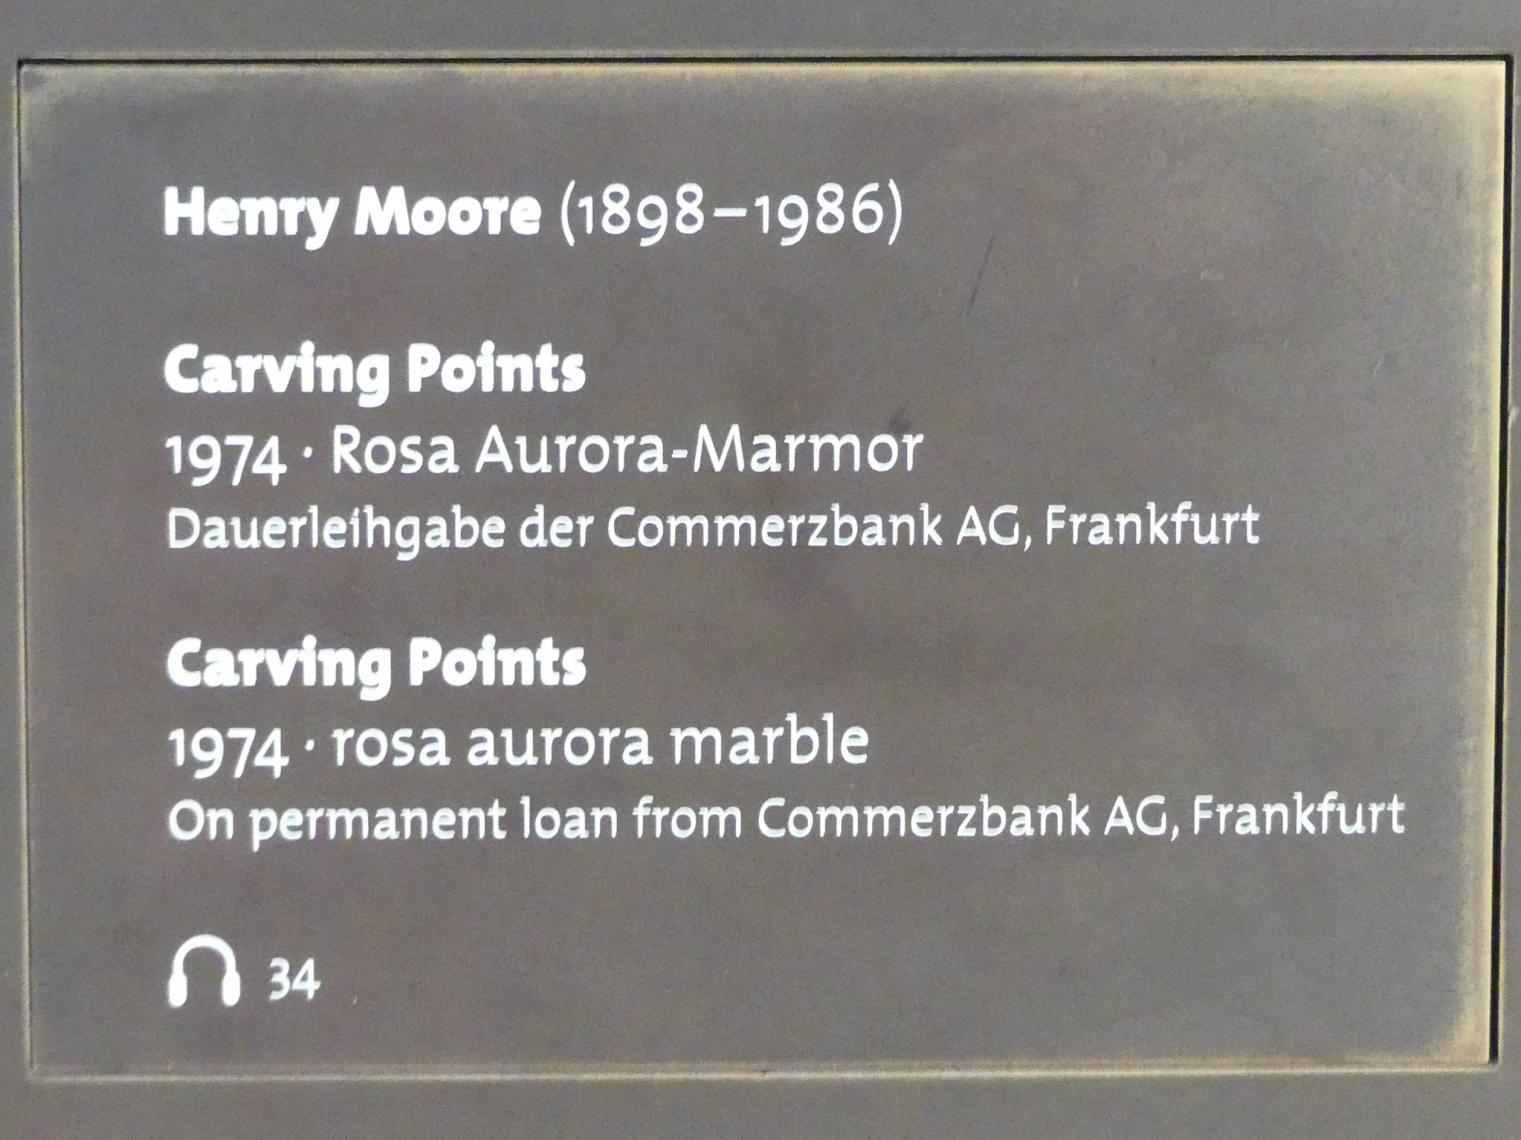 Henry Moore (1898–1986)
Carving Points
1974 · Rosa Aurora-Marmor
Dauerleihgabe der Commerzbank AG, Frankfurt
Carving Points
1974 · rosa aurora marble
On permanent loan from Commerzbank AG, Frankfurt
34